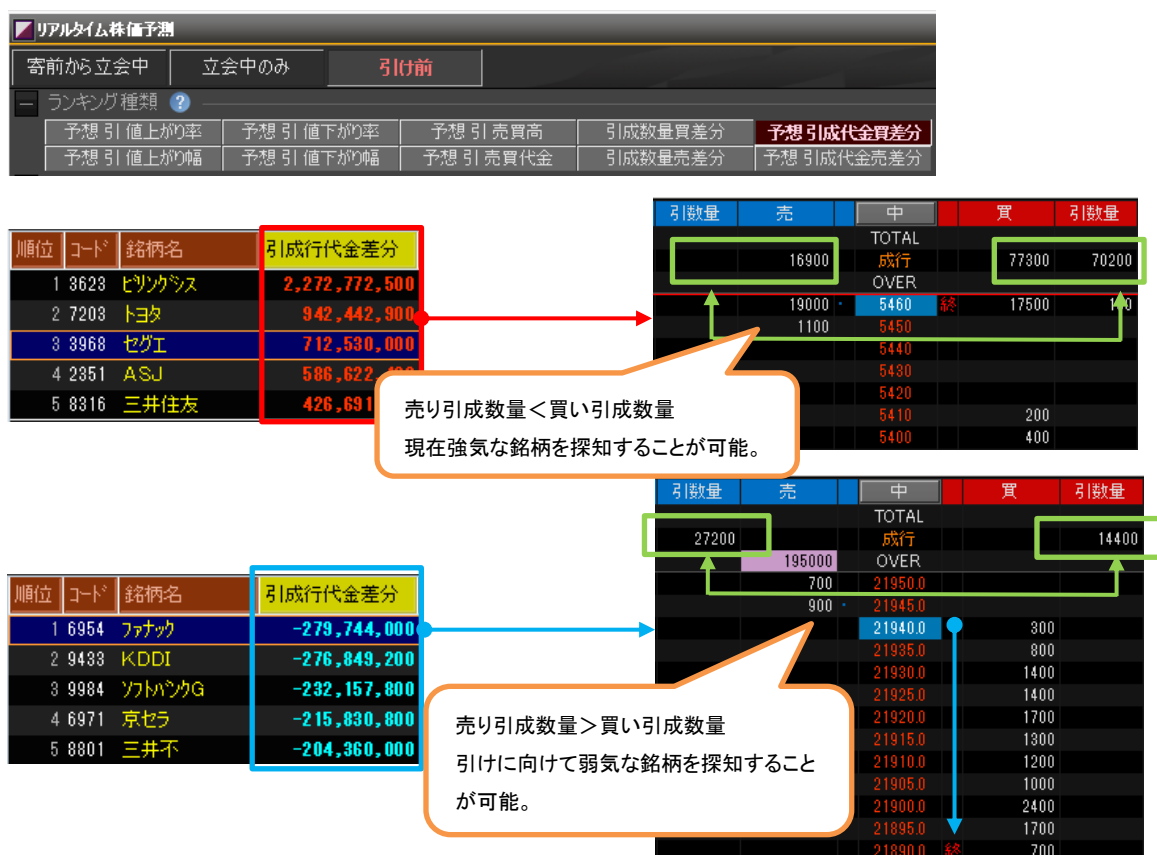 リアルタイム株価予測
寄前から立会中 立会中のみ 引け前
ランキング種類 ?
予想 引 値上がり率 予想 引 値下がり率 予想 引 売買高 引成数量買差分 予想 引成代金買差分
予想 引 値上がり幅 予想 引 値下がり幅 予想 引 売買代金 引成数量売差分 予想 引成代金売差分
順位 コード 銘柄名 引成行代金差分
1 3623 ビリングシス 2,272,772,500
2 7203 トヨタ 942,442,900
3 3968 セグエ 712,530,000
4 2351 ASJ 586,622,
5 8316 三井住友 426,691
引数量 売 中 買 引数量
TOTAL
16900 成行 77300 70200
OVER
19000 5460 終 17500
1100 5450
5440
5430
5420
5410 200
5400 400
売り引成数量＜買い引成数量
現在強気な銘柄を探知することが可能。
順位 コード 銘柄名 引成行代金差分
1 6954 ファナック -279,744,000
2 9433 KDDI -276,849,200
3 9984 ソフトバンクG -232,157,800
4 6971 京セラ -215,830,800
5 8801 三井不 -204,360,000
引数量 売 中 買 引数量
TOTAL
27200 成行 14400
195000 OVER
700 21950.0
900 21945.0
21940.0 300
21935.0 800
21930.0 1400
21925.0 1400
21920.0 1700
21915.0 1300
21910.0 1200
21905.0 1000
21900.0 2400
21895.0 1700
21890.0 終 700
売り引成数量＞買い引成数量
引けに向けて弱気な銘柄を探知すること
が可能。